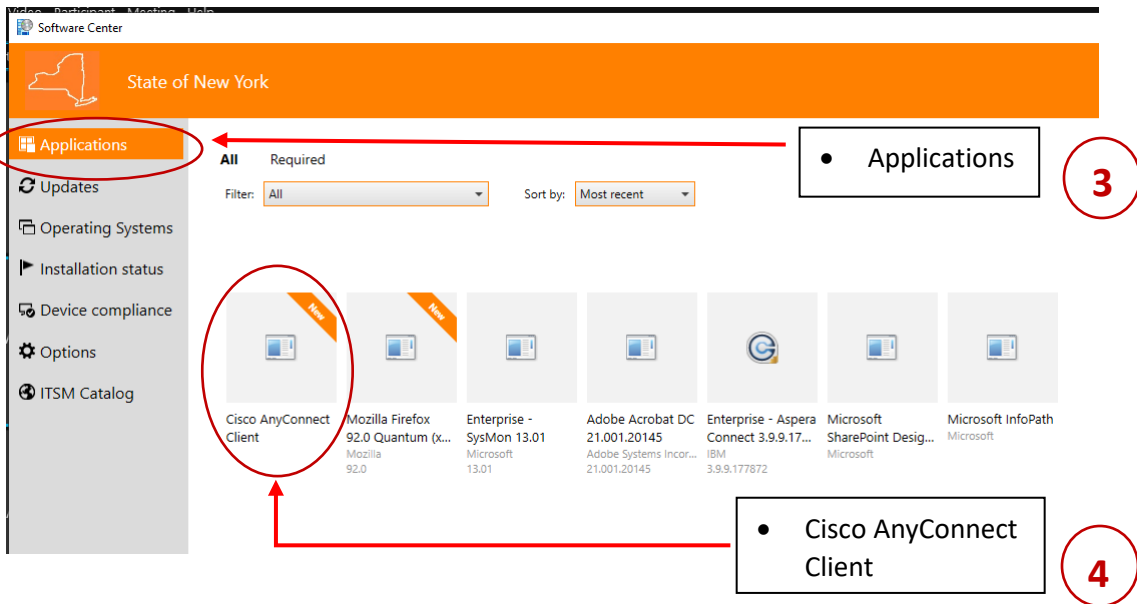 Video Participant Meeting Help
Software Center
State of New York
Applications
Updates
Operating Systems
Installation status
Device compliance
Options
ITSM Catalog
All Required
Filter: All Sort by: Most recent
• Applications
3
New
New
Cisco AnyConnect
Client
Mozilla Firefox
92.0 Quantum (x...
Mozilla
92.0
Enterprise -
SysMon 13.01
Microsoft
13.01
Adobe Acrobat DC
21.001.20145
Adobe Systems Incor...
21.001.20145
Enterprise - Aspera
Connect 3.9.9.17...
IBM
3.9.9.177872
Microsoft
SharePoint Desig...
Microsoft
Microsoft InfoPath
Microsoft
• Cisco AnyConnect
Client
4